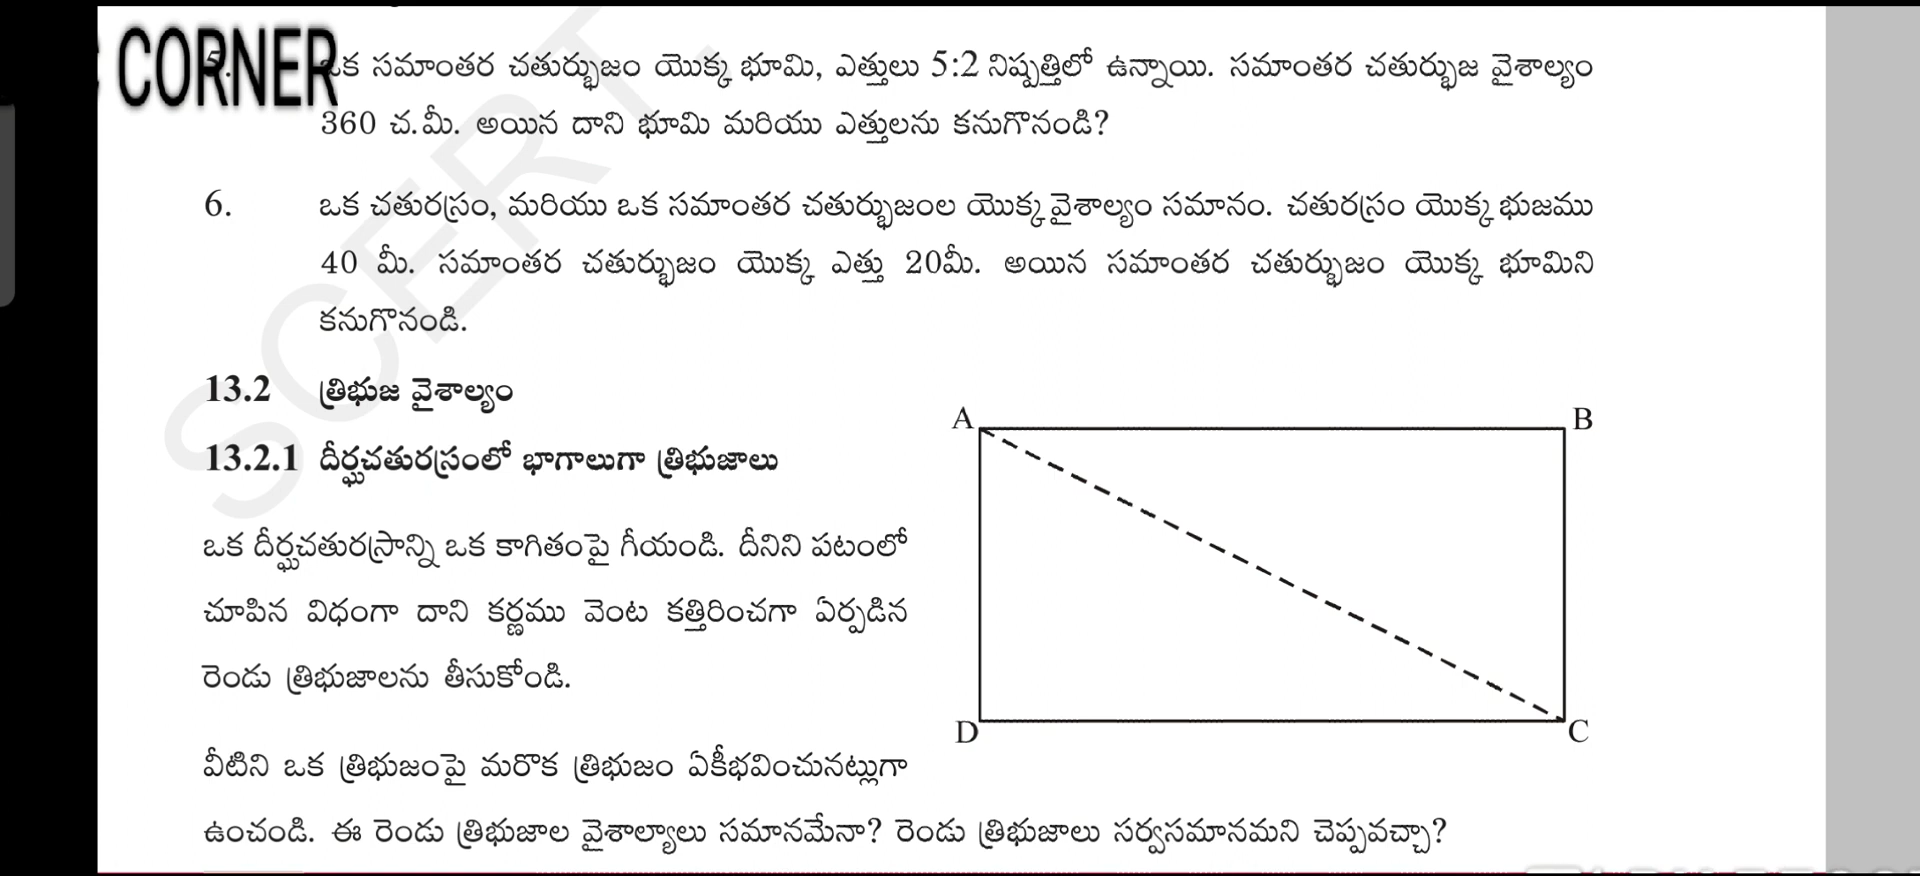 CORNER
5. ఒక సమాంతర చతుర్భుజం యొక్క భూమి, ఎత్తులు 5:2 నిష్పత్తిలో ఉన్నాయి. సమాంతర చతుర్భుజ వైశాల్యం
360 చ.మీ. అయిన దాని భూమి మరియు ఎత్తులను కనుగొనండి?
6. ఒక చతురస్రం, మరియు ఒక సమాంతర చతుర్భుజంల యొక్క వైశాల్యం సమానం. చతురస్రం యొక్క భుజము
40 మీ. సమాంతర చతుర్భుజం యొక్క ఎత్తు 20మీ. అయిన సమాంతర చతుర్భుజం యొక్క భూమిని
కనుగొనండి.
13.2 త్రిభుజ వైశాల్యం
13.2.1 దీర్ఘచతురస్రంలో భాగాలుగా త్రిభుజాలు
ఒక దీర్ఘచతురస్రాన్ని ఒక కాగితంపై గీయండి. దీనిని పటంలో
చూపిన విధంగా దాని కర్ణము వెంట కత్తిరించగా ఏర్పడిన
రెండు త్రిభుజాలను తీసుకోండి.
వీటిని ఒక త్రిభుజంపై మరొక త్రిభుజం ఏకీభవించునట్లుగా
ఉంచండి. ఈ రెండు త్రిభుజాల వైశాల్యాలు సమానమేనా? రెండు త్రిభుజాలు సర్వసమానమని చెప్పవచ్చా?
A
B
D
C
SCERT